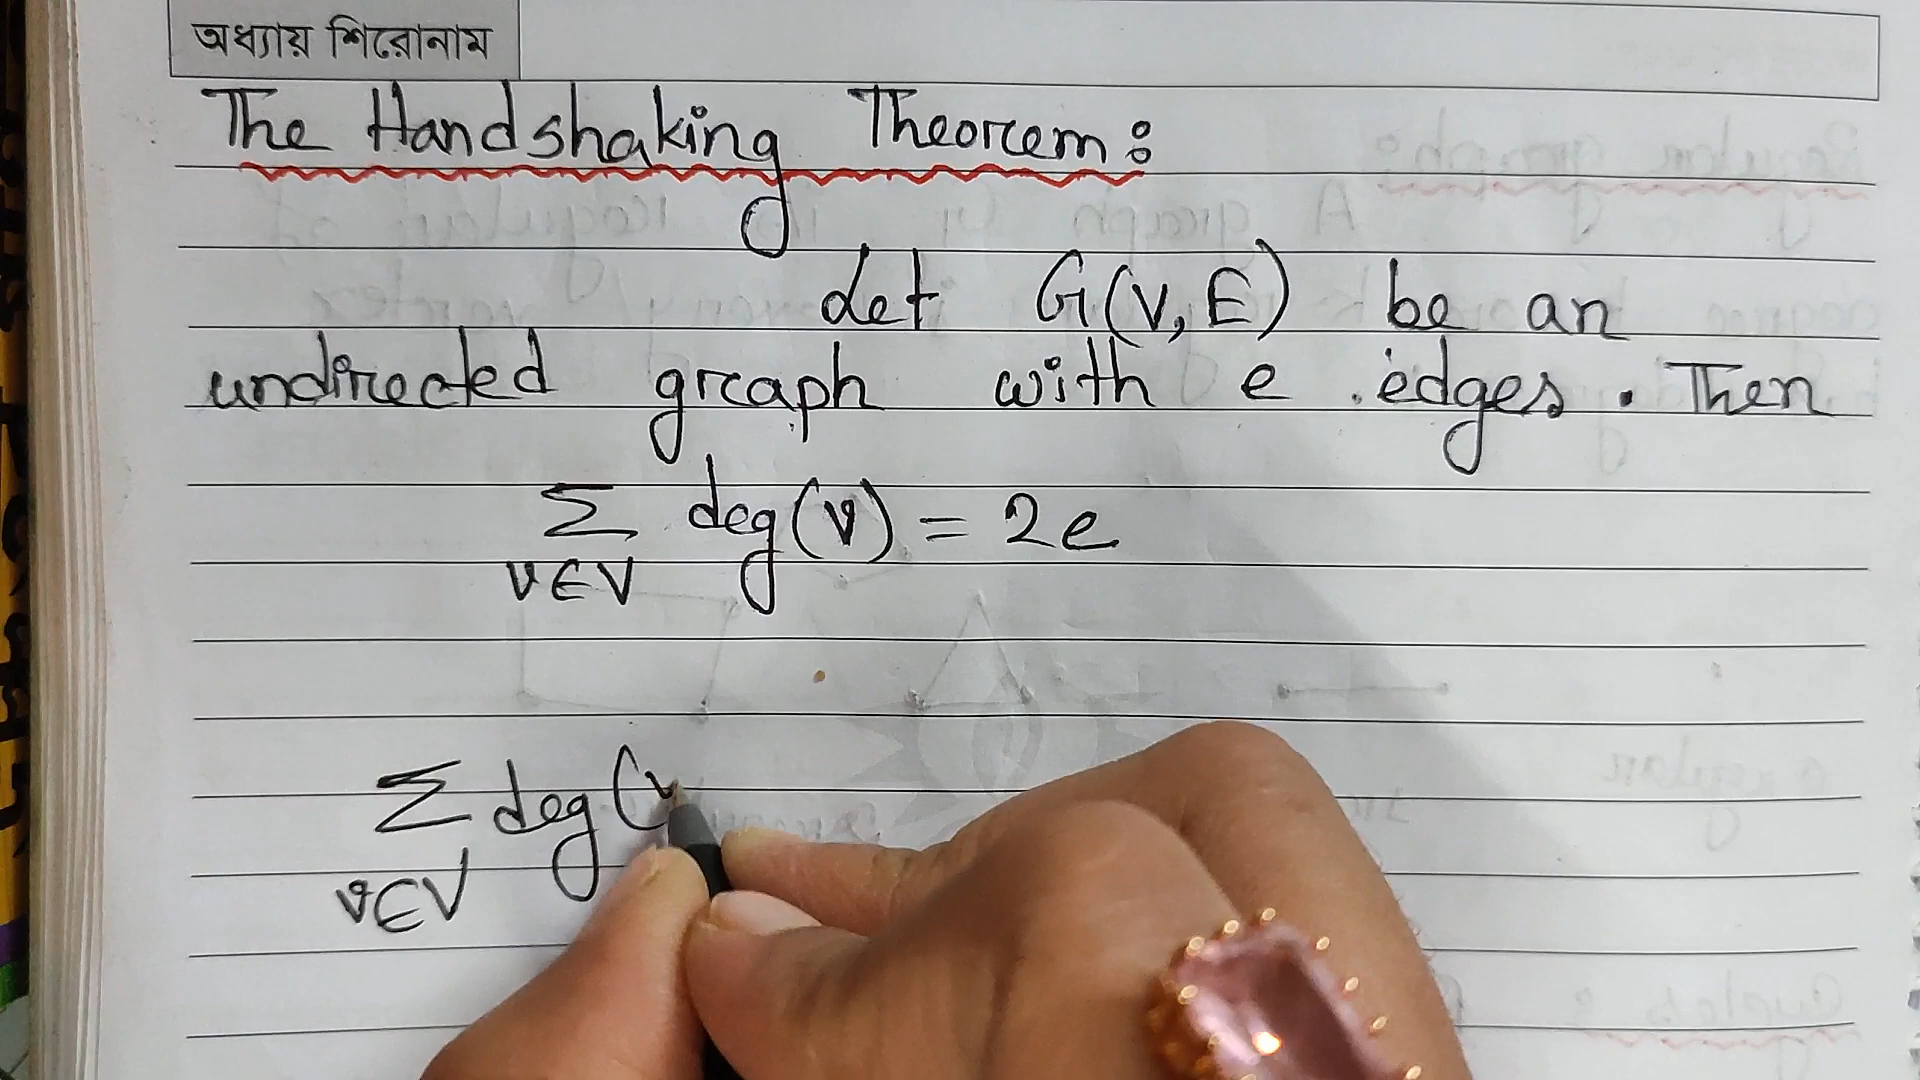 অধ্যায় শিরোনাম
The Handshaking Theorem:
Let G(V, E) be an
undirected graph with e edges. Then
Σ deg(v) = 2e
v∈V
Σ deg(v
v∈V